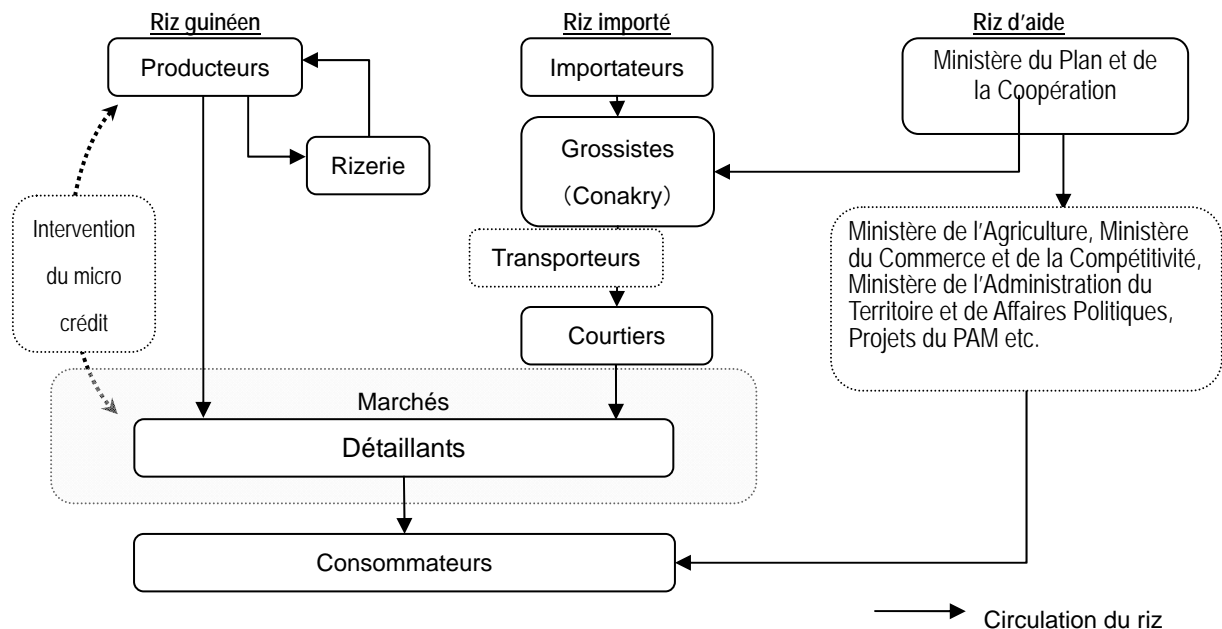 Riz guinéen
Riz importé
Riz d'aide
Producteurs
Importateurs
Ministère du Plan et de
la Coopération
Rizerie
Grossistes
（Conakry）
Intervention
du micro
crédit
Transporteurs
Ministère de l'Agriculture, Ministère
du Commerce et de la Compétitivité,
Ministère de l'Administration du
Territoire et de Affaires Politiques,
Projets du PAM etc.
Courtiers
Marchés
Détaillants
Consommateurs
Circulation du riz